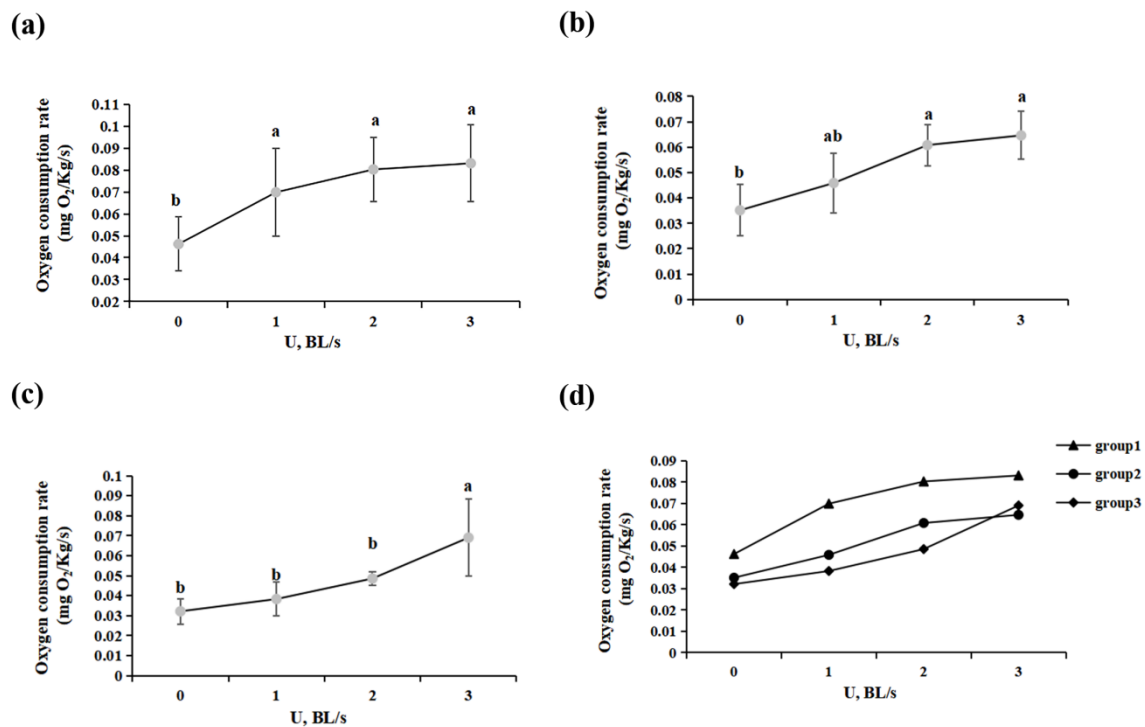 (a)
Oxygen consumption rate
(mg O₂/Kg/s)
0.11
0.1
0.09
0.08
0.07
0.06
0.05
0.04
0.03
0.02
b
a
a
a
0 1 2 3
U, BL/s
(b)
Oxygen consumption rate
(mg O₂/Kg/s)
0.08
0.07
0.06
0.05
0.04
0.03
0.02
0.01
0
b
ab
a
a
0 1 2 3
U, BL/s
(c)
Oxygen consumption rate
(mg O₂/Kg/s)
0.1
0.09
0.08
0.07
0.06
0.05
0.04
0.03
0.02
0.01
0
b
b
b
a
0 1 2 3
U, BL/s
(d)
Oxygen consumption rate
(mg O₂/Kg/s)
0.09
0.08
0.07
0.06
0.05
0.04
0.03
0.02
0.01
0
0 1 2 3
U, BL/s
group1
group2
group3